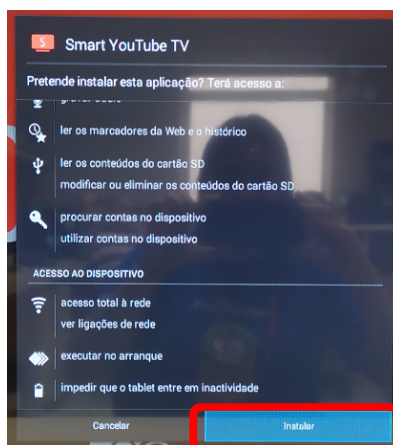 S
Smart YouTube TV
Pretende instalar esta aplicação? Terá acesso a:
gravar áudio
ler os marcadores da Web e o histórico
ler os conteúdos do cartão SD
modificar ou eliminar os conteúdos do cartão SD
procurar contas no dispositivo
utilizar contas no dispositivo
ACESSO AO DISPOSITIVO
acesso total à rede
ver ligações de rede
executar no arranque
impedir que o tablet entre em inactividade
Cancelar
Instalar